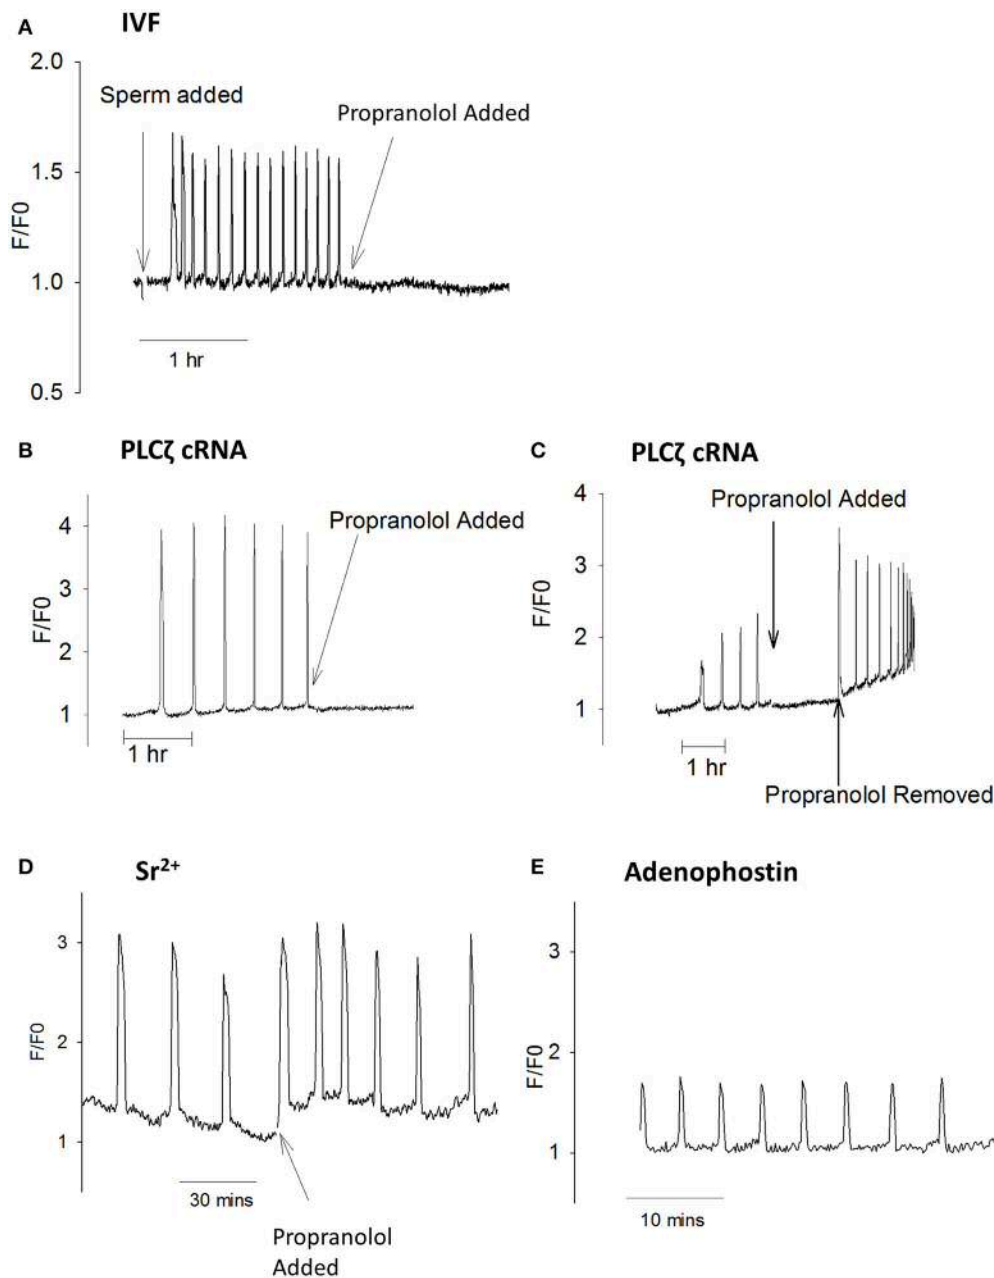 A
IVF
2.0
Sperm added
Propranolol Added
1.5
F/F0
1.0
1 hr
0.5
B
PLCζ cRNA
4
Propranolol Added
3
F/F0
2
1
1 hr
C
PLCζ cRNA
4
Propranolol Added
3
F/F0
2
1
1 hr
Propranolol Removed
D
Sr²⁺
3
F/F0
2
1
30 mins
Propranolol
Added
E
Adenophostin
3
F/F0
2
1
10 mins